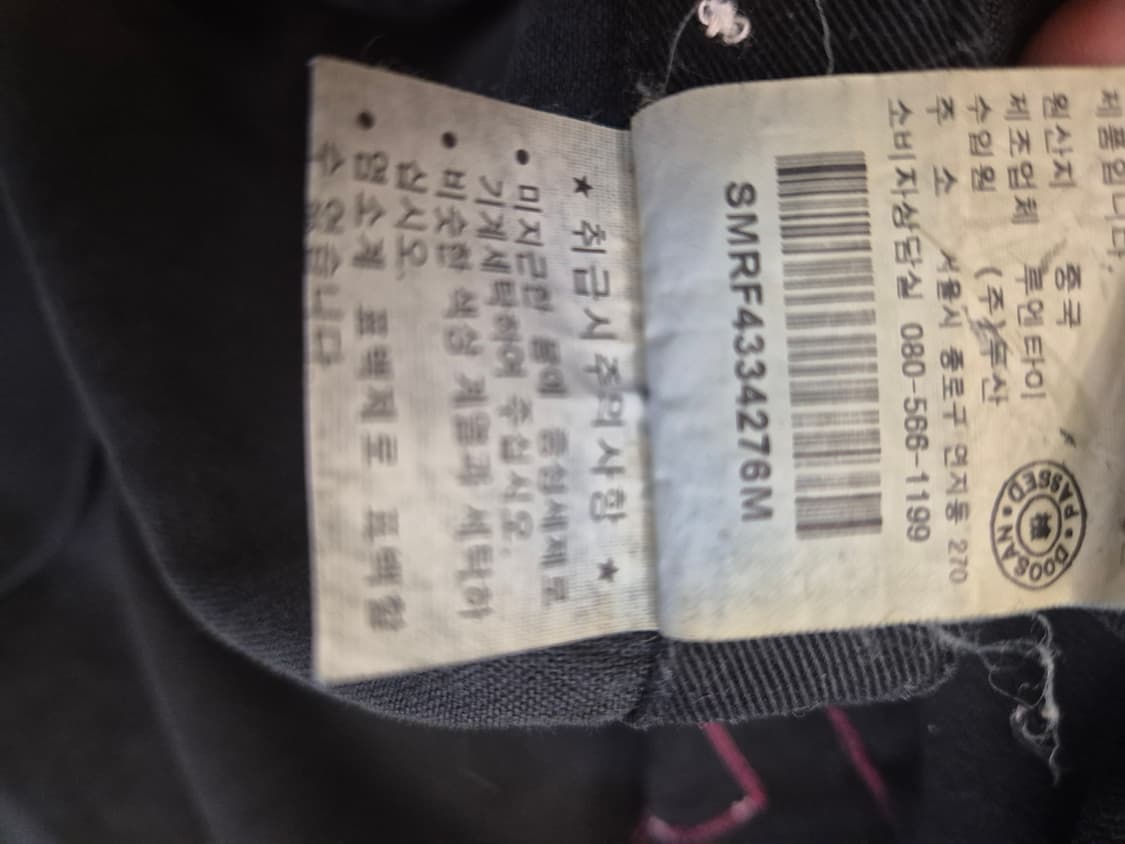 제품입니다.
원산지 중국
제조업체 루엔타이
수입원 (주)두산
주 소 서울시 종로구 연지동 270
소비자상담실 080-566-1199
PASSED DOOSAN
SMRF4334276M
★ 취급시 주의사항 ★
• 미지근한 물에 중성세제로
기계세탁하여 주십시오.
• 비슷한 색상 계열과 세탁하
십시오.
• 염소계 표백제로 표백할
수 없습니다